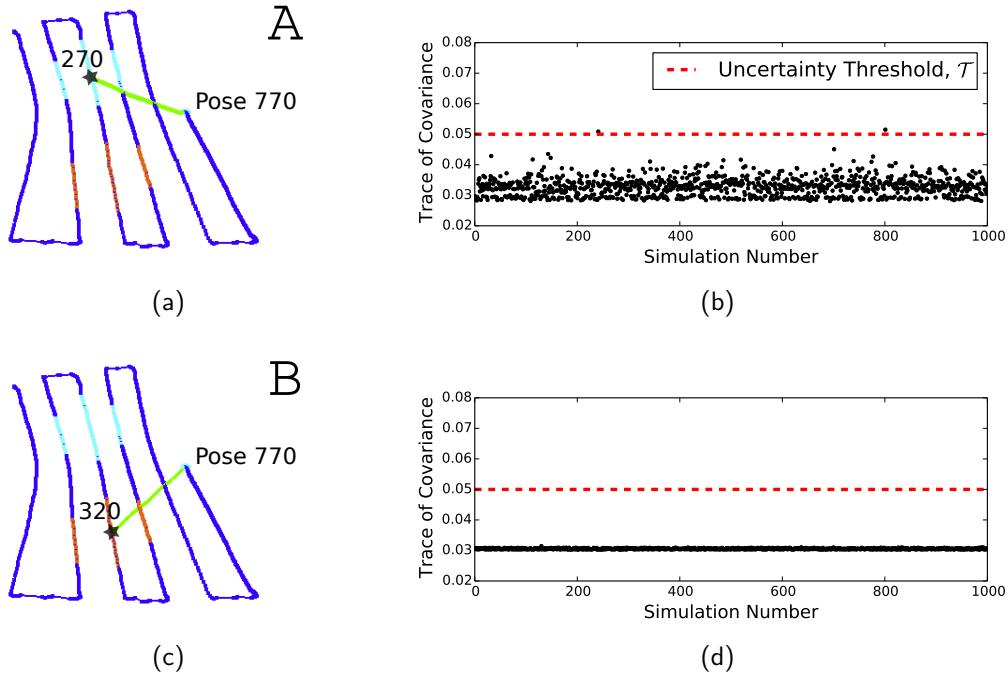 A
270
Pose 770
(a)
0.08
0.07
0.06
0.05
0.04
0.03
0.02
Trace of Covariance
Uncertainty Threshold, 𝒯
0 200 400 600 800 1000
Simulation Number
(b)
B
Pose 770
320
(c)
0.08
0.07
0.06
0.05
0.04
0.03
0.02
Trace of Covariance
0 200 400 600 800 1000
Simulation Number
(d)